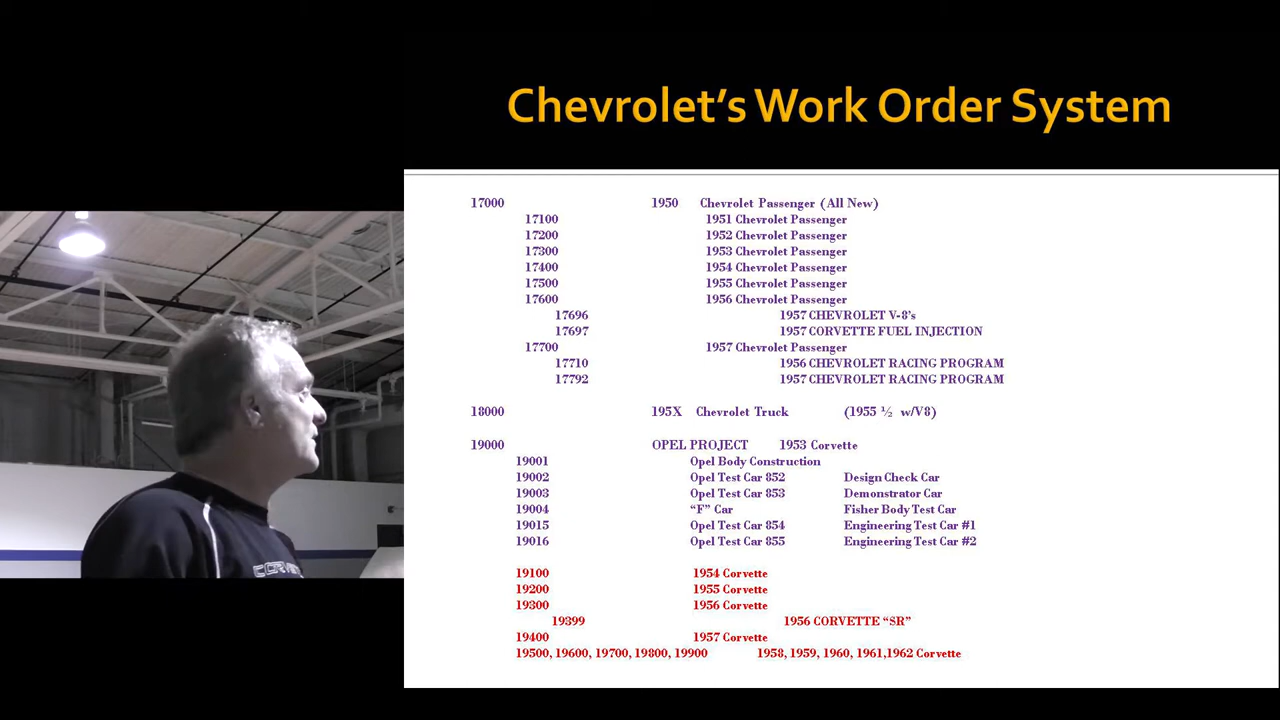 Chevrolet's Work Order System
17000 1950 Chevrolet Passenger (All New)
17100 1951 Chevrolet Passenger
17200 1952 Chevrolet Passenger
17300 1953 Chevrolet Passenger
17400 1954 Chevrolet Passenger
17500 1955 Chevrolet Passenger
17600 1956 Chevrolet Passenger
17696 1957 CHEVROLET V-8's
17697 1957 CORVETTE FUEL INJECTION
17700 1957 Chevrolet Passenger
17710 1956 CHEVROLET RACING PROGRAM
17792 1957 CHEVROLET RACING PROGRAM
18000 195X Chevrolet Truck (1955 ½ w/V8)
19000 OPEL PROJECT 1953 Corvette
19001 Opel Body Construction
19002 Opel Test Car 852 Design Check Car
19003 Opel Test Car 853 Demonstrator Car
19004 "F" Car Fisher Body Test Car
19015 Opel Test Car 854 Engineering Test Car #1
19016 Opel Test Car 855 Engineering Test Car #2
19100 1954 Corvette
19200 1955 Corvette
19300 1956 Corvette
19399 1956 CORVETTE "SR"
19400 1957 Corvette
19500, 19600, 19700, 19800, 19900 1958, 1959, 1960, 1961,1962 Corvette